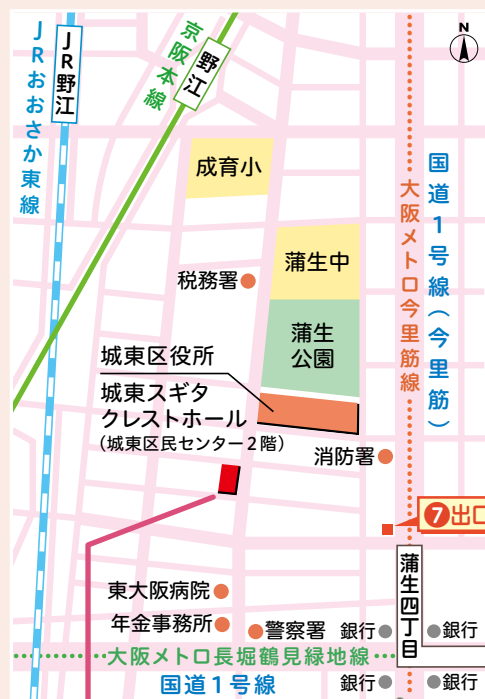 N
JR野江
JRおおさか東線
京阪本線
野江
成育小
国道1号線(今里筋)
大阪メトロ今里筋線
蒲生中
税務署
蒲生
公園
城東区役所
城東スギタ
クレストホール
(城東区民センター2階)
消防署
7出口
蒲生四丁目
東大阪病院
年金事務所
警察署
銀行
銀行
大阪メトロ長堀鶴見緑地線
国道1号線
銀行
銀行